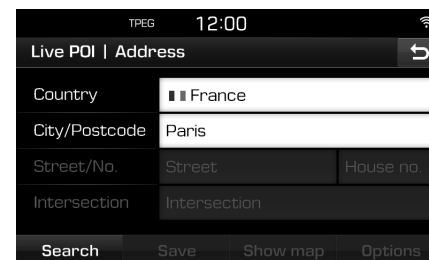 TPEG 12:00
Live POI | Address
Country France
City/Postcode Paris
Street/No. Street House no.
Intersection Intersection
Search Save Show map Options